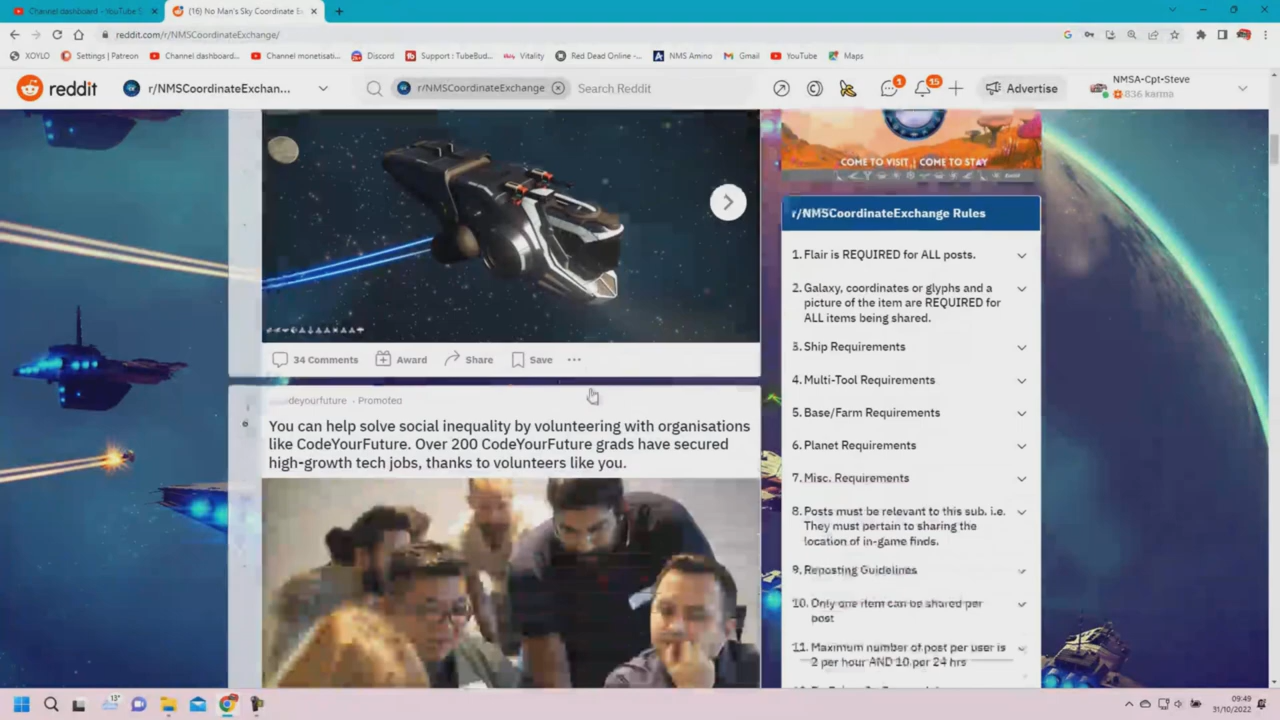 Channel dashboard - YouTube S
(16) No Man's Sky Coordinate E
reddit.com/r/NMSCoordinateExchange/
XOYLO
Settings | Patreon
Channel dashboard...
Channel monetisati...
Discord
Support : TubeBud...
Vitality
Red Dead Online -...
NMS Amino
Gmail
YouTube
Maps
reddit
r/NMSCoordinateExchan...
r/NMSCoordinateExchange
Search Reddit
1
15
Advertise
NMSA-Cpt-Steve
836 karma
COME TO VISIT | COME TO STAY
34 Comments
Award
Share
Save
deyourfuture · Promoted
You can help solve social inequality by volunteering with organisations
like CodeYourFuture. Over 200 CodeYourFuture grads have secured
high-growth tech jobs, thanks to volunteers like you.
r/NMSCoordinateExchange Rules
1. Flair is REQUIRED for ALL posts.
2. Galaxy, coordinates or glyphs and a
picture of the item are REQUIRED for
ALL items being shared.
3. Ship Requirements
4. Multi-Tool Requirements
5. Base/Farm Requirements
6. Planet Requirements
7. Misc. Requirements
8. Posts must be relevant to this sub. i.e.
They must pertain to sharing the
location of in-game finds.
9. Reposting Guidelines
10. Only one item can be shared per
post
11. Maximum number of post per user is
2 per hour AND 10 per 24 hrs
13°
09:49
31/10/2022